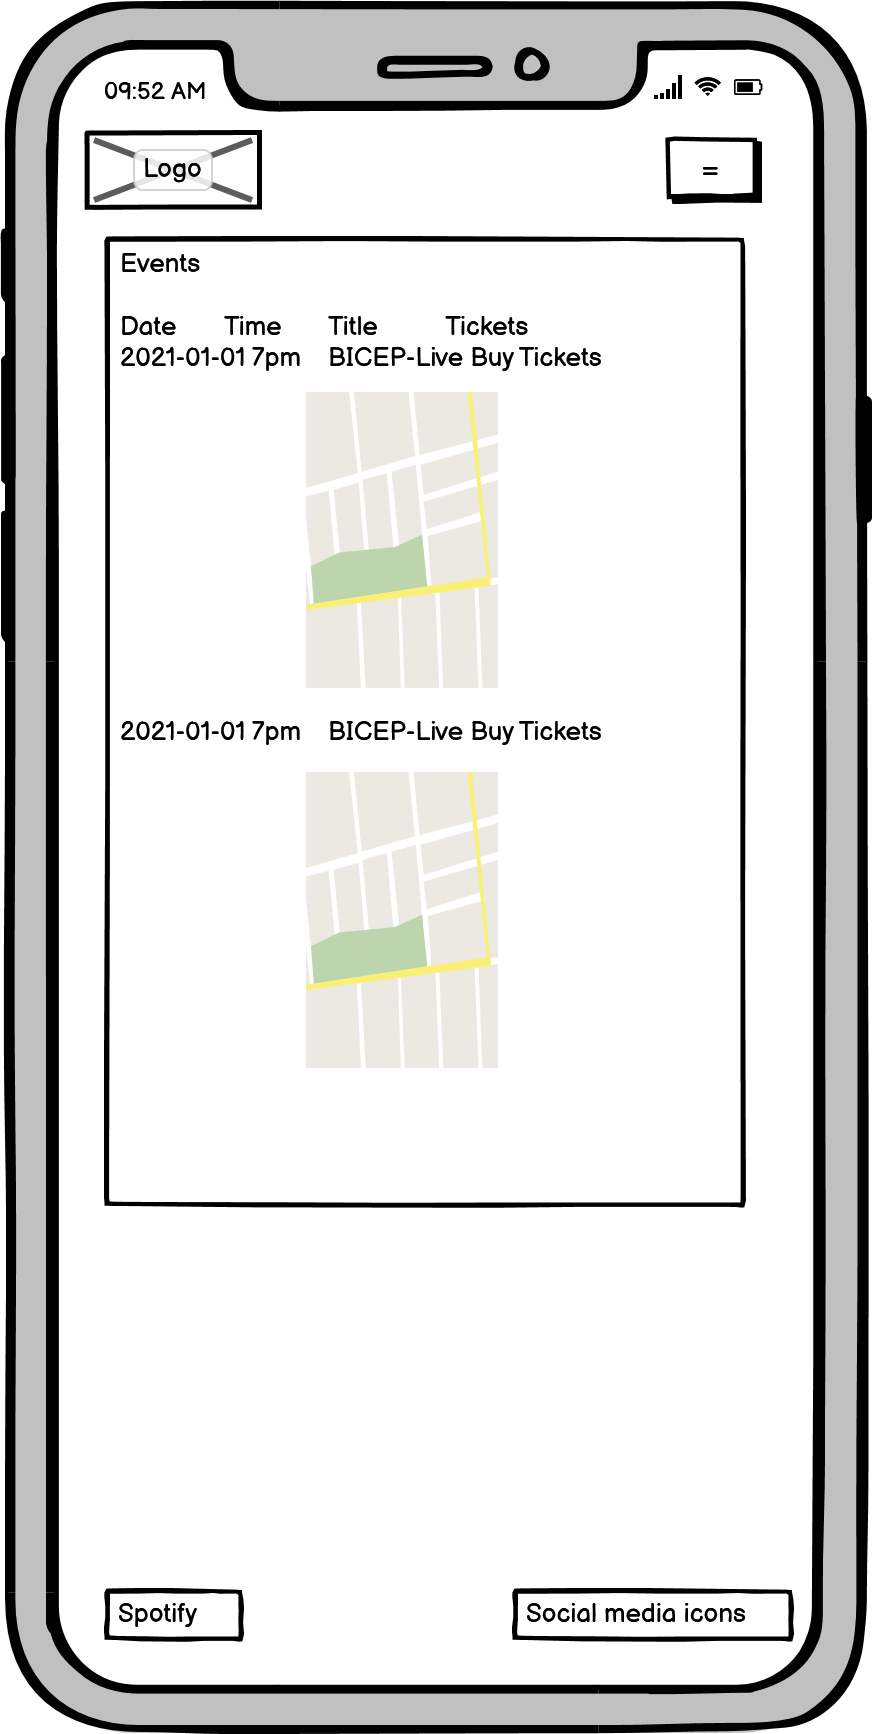 09:52 AM
Logo
=
Events
Date Time Title Tickets
2021-01-01 7pm BICEP-Live Buy Tickets
2021-01-01 7pm BICEP-Live Buy Tickets
Spotify
Social media icons